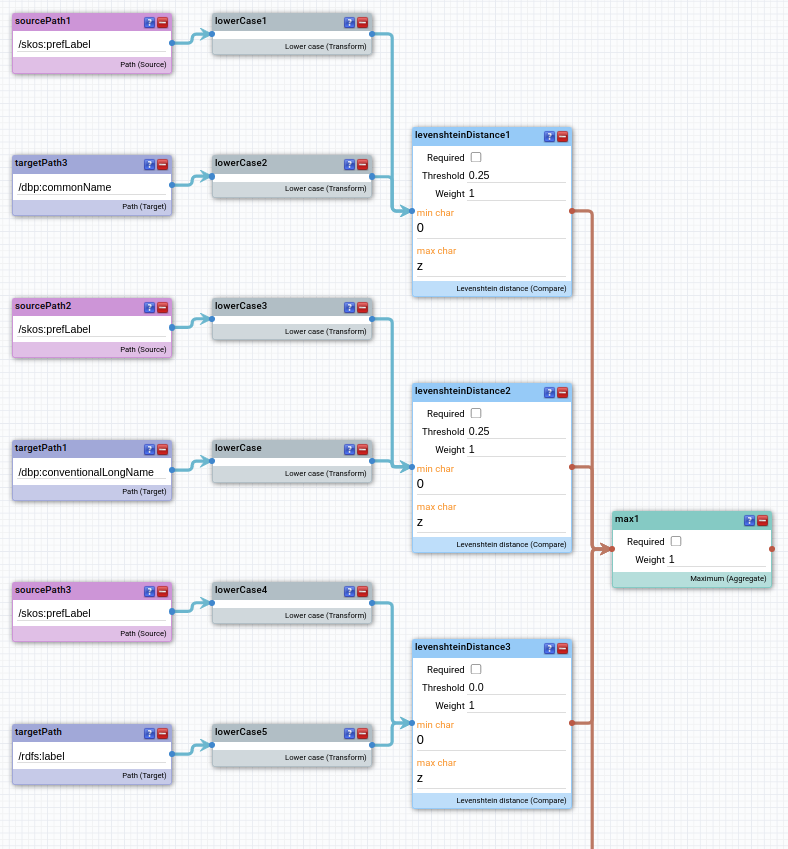 sourcePath1
?
/skos:prefLabel
Path (Source)
lowerCase1
?
Lower case (Transform)
targetPath3
?
/dbp:commonName
Path (Target)
lowerCase2
?
Lower case (Transform)
levenshteinDistance1
?
Required
Threshold 0.25
Weight 1
min char
0
max char
z
Levenshtein distance (Compare)
sourcePath2
?
/skos:prefLabel
Path (Source)
lowerCase3
?
Lower case (Transform)
targetPath1
?
/dbp:conventionalLongName
Path (Target)
lowerCase
?
Lower case (Transform)
levenshteinDistance2
?
Required
Threshold 0.25
Weight 1
min char
0
max char
z
Levenshtein distance (Compare)
max1
?
Required
Weight 1
Maximum (Aggregate)
sourcePath3
?
/skos:prefLabel
Path (Source)
lowerCase4
?
Lower case (Transform)
targetPath
?
/rdfs:label
Path (Target)
lowerCase5
?
Lower case (Transform)
levenshteinDistance3
?
Required
Threshold 0.0
Weight 1
min char
0
max char
z
Levenshtein distance (Compare)